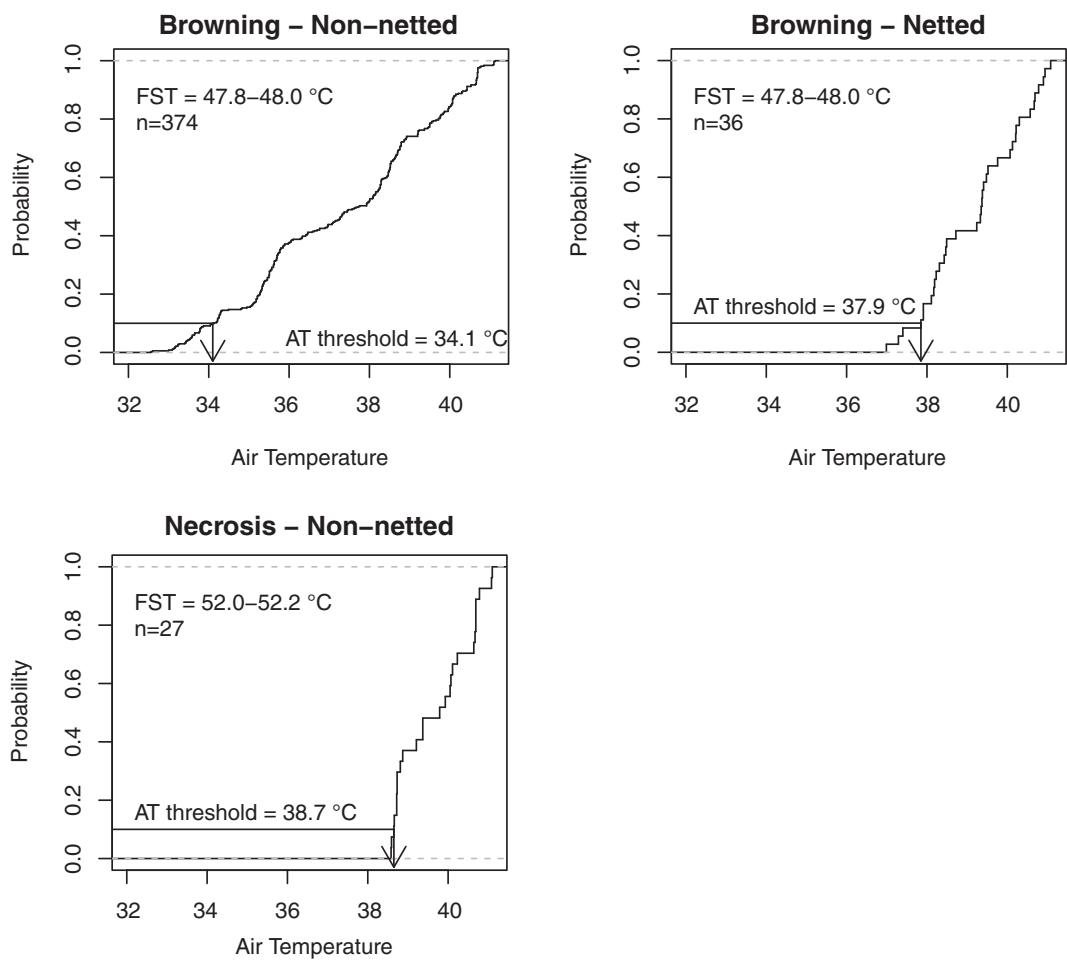 Browning – Non–netted
Probability
0.0 0.2 0.4 0.6 0.8 1.0
FST = 47.8–48.0 °C
n=374
AT threshold = 34.1 °C
32 34 36 38 40
Air Temperature
Browning – Netted
Probability
0.0 0.2 0.4 0.6 0.8 1.0
FST = 47.8–48.0 °C
n=36
AT threshold = 37.9 °C
32 34 36 38 40
Air Temperature
Necrosis – Non–netted
Probability
0.0 0.2 0.4 0.6 0.8 1.0
FST = 52.0–52.2 °C
n=27
AT threshold = 38.7 °C
32 34 36 38 40
Air Temperature